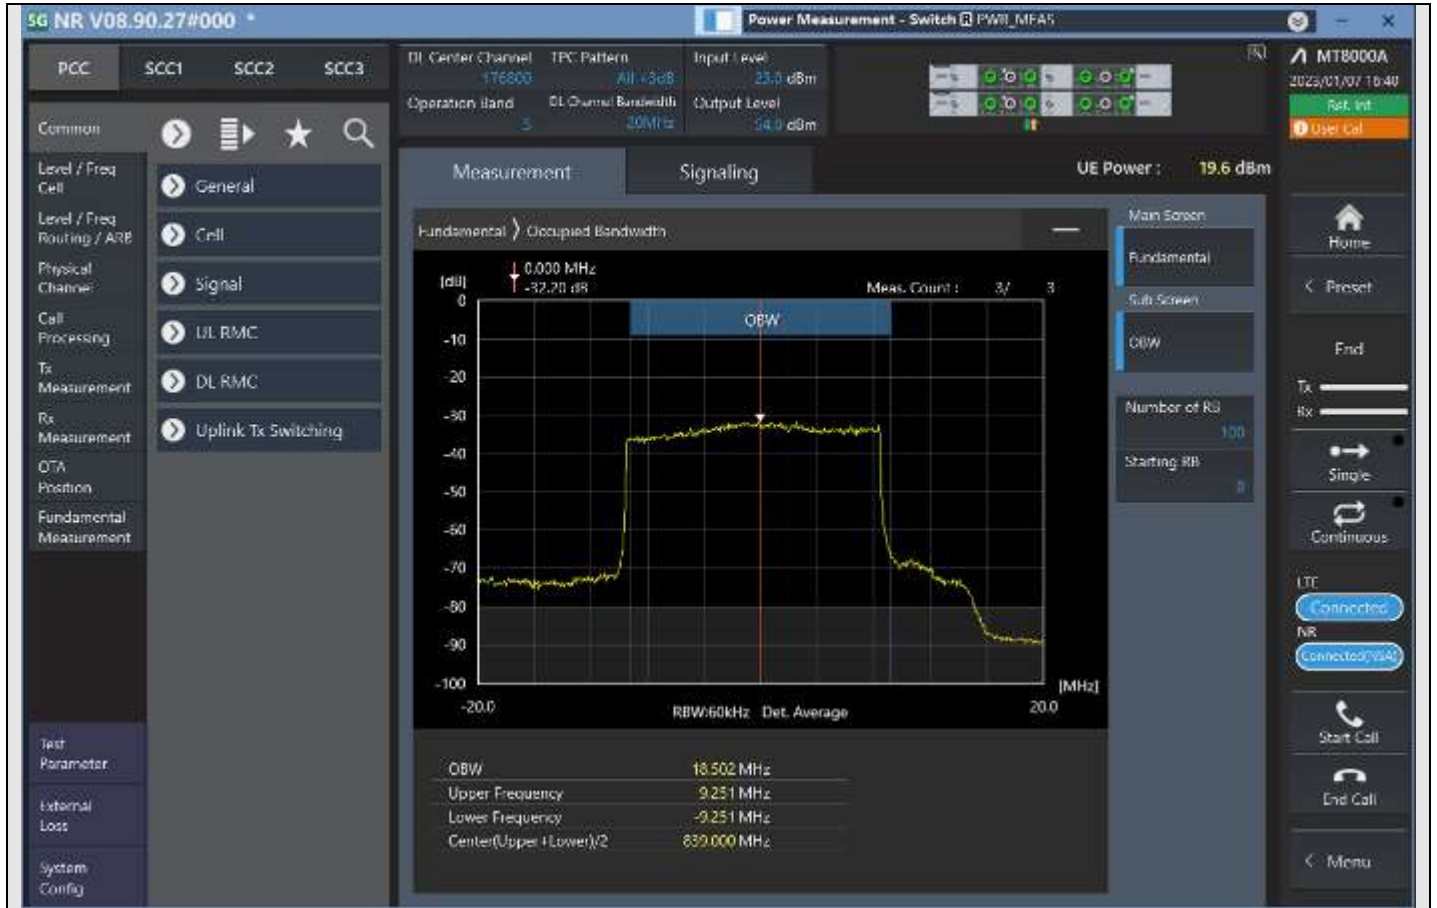 5G NR V08.90.27#000 *
Power Measurement - Switch PWR_MEAS
PCC SCC1 SCC2 SCC3
DL Center Channel TPC Pattern Input Level
176800 All +3dB 23.0 dBm
Operation Band DL Channel Bandwidth Output Level
5 20MHz -54.0 dBm
MT8000A
2023/01/07 16:40
Ref. Int
User Cal
Common
Level / Freq
Cell
Level / Freq
Routing / ARB
Physical
Channel
Call
Processing
Tx
Measurement
Rx
Measurement
OTA
Position
Fundamental
Measurement
Test
Parameter
External
Loss
System
Config
General
Cell
Signal
UL RMC
DL RMC
Uplink Tx Switching
Measurement Signaling
UE Power : 19.6 dBm
Fundamental Occupied Bandwidth
[dB]
0.000 MHz
-32.20 dB
Meas. Count : 3/ 3
OBW
0
-10
-20
-30
-40
-50
-60
-70
-80
-90
-100
-20.0
RBW:60kHz Det. Average
20.0
[MHz]
OBW 18.502 MHz
Upper Frequency 9.251 MHz
Lower Frequency -9.251 MHz
Center(Upper+Lower)/2 839.000 MHz
Main Screen
Fundamental
Sub Screen
OBW
Number of RB
100
Starting RB
0
Home
< Preset
End
Tx
Rx
Single
Continuous
LTE
Connected
NR
Connected(NSA)
Start Call
End Call
< Menu